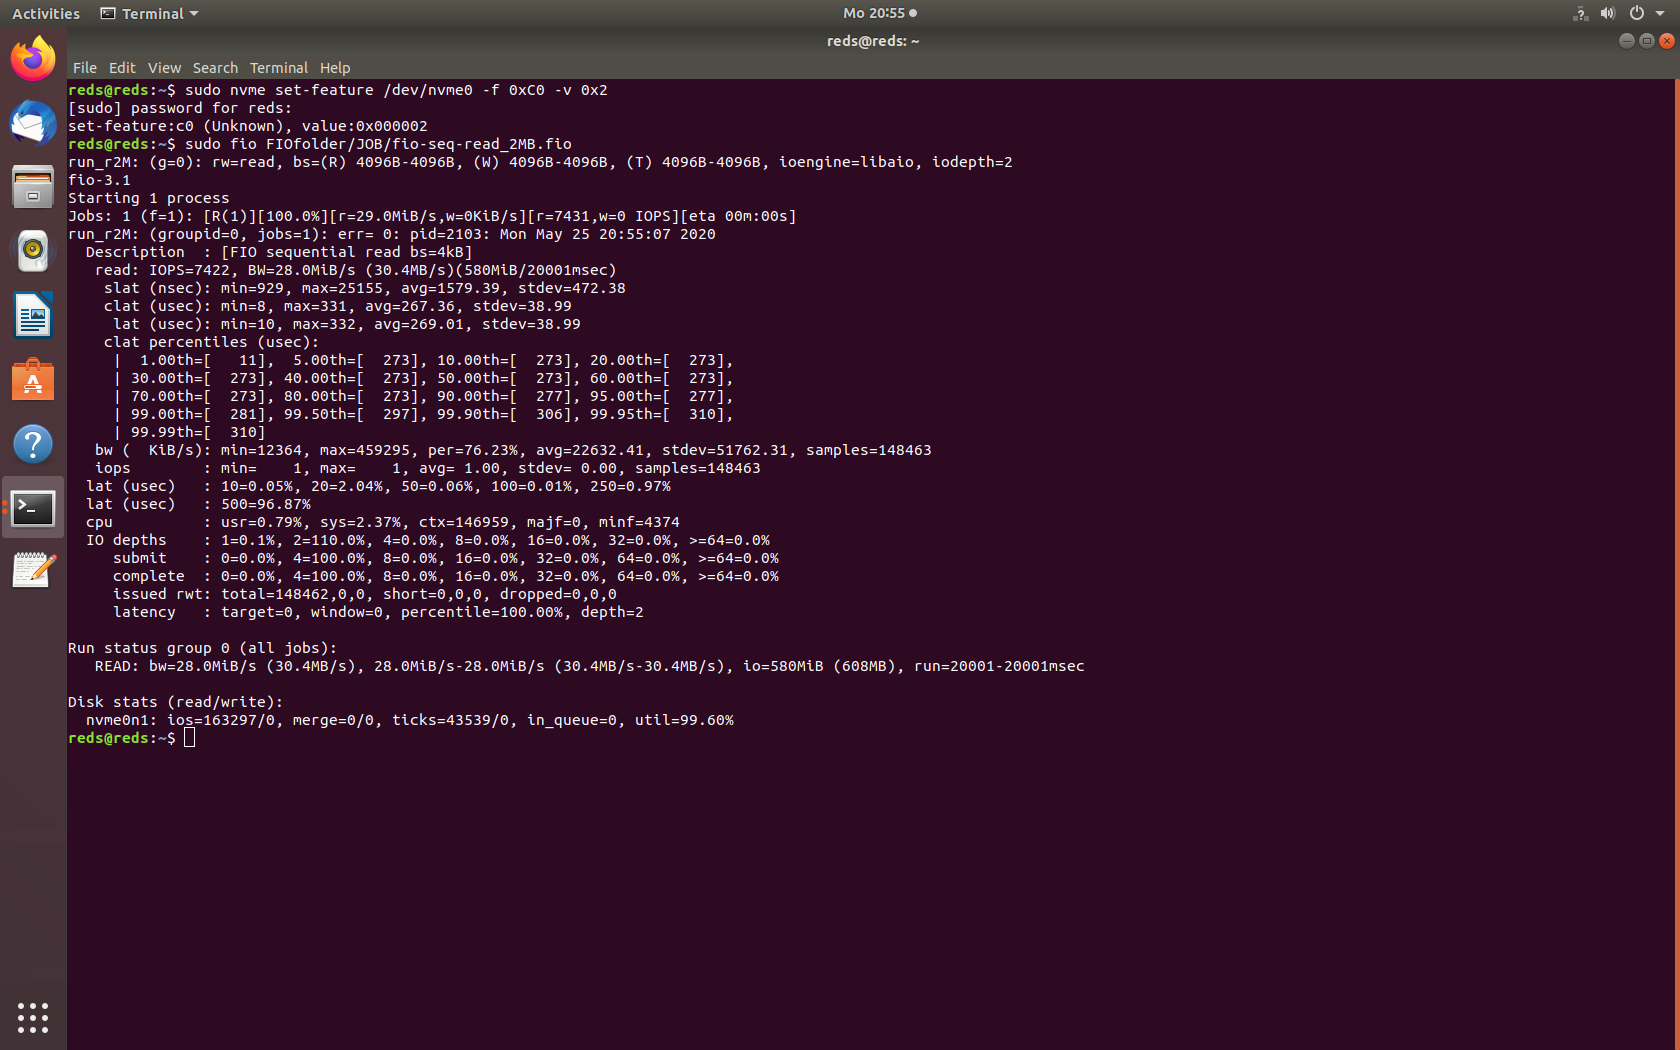 Activities Terminal Mo 20:55
reds@reds: ~
File Edit View Search Terminal Help
reds@reds:~$ sudo nvme set-feature /dev/nvme0 -f 0xC0 -v 0x2
[sudo] password for reds:
set-feature:c0 (Unknown), value:0x000002
reds@reds:~$ sudo fio FIOfolder/JOB/fio-seq-read_2MB.fio
run_r2M: (g=0): rw=read, bs=(R) 4096B-4096B, (W) 4096B-4096B, (T) 4096B-4096B, ioengine=libaio, iodepth=2
fio-3.1
Starting 1 process
Jobs: 1 (f=1): [R(1)][100.0%][r=29.0MiB/s,w=0KiB/s][r=7431,w=0 IOPS][eta 00m:00s]
run_r2M: (groupid=0, jobs=1): err= 0: pid=2103: Mon May 25 20:55:07 2020
  Description  : [FIO sequential read bs=4kB]
   read: IOPS=7422, BW=28.0MiB/s (30.4MB/s)(580MiB/20001msec)
    slat (nsec): min=929, max=25155, avg=1579.39, stdev=472.38
    clat (usec): min=8, max=331, avg=267.36, stdev=38.99
     lat (usec): min=10, max=332, avg=269.01, stdev=38.99
    clat percentiles (usec):
     |  1.00th=[   11],  5.00th=[  273], 10.00th=[  273], 20.00th=[  273],
     | 30.00th=[  273], 40.00th=[  273], 50.00th=[  273], 60.00th=[  273],
     | 70.00th=[  273], 80.00th=[  273], 90.00th=[  277], 95.00th=[  277],
     | 99.00th=[  281], 99.50th=[  297], 99.90th=[  306], 99.95th=[  310],
     | 99.99th=[  310]
   bw (  KiB/s): min=12364, max=459295, per=76.23%, avg=22632.41, stdev=51762.31, samples=148463
   iops        : min=    1, max=    1, avg= 1.00, stdev= 0.00, samples=148463
  lat (usec)   : 10=0.05%, 20=2.04%, 50=0.06%, 100=0.01%, 250=0.97%
  lat (usec)   : 500=96.87%
  cpu          : usr=0.79%, sys=2.37%, ctx=146959, majf=0, minf=4374
  IO depths    : 1=0.1%, 2=110.0%, 4=0.0%, 8=0.0%, 16=0.0%, 32=0.0%, >=64=0.0%
     submit    : 0=0.0%, 4=100.0%, 8=0.0%, 16=0.0%, 32=0.0%, 64=0.0%, >=64=0.0%
     complete  : 0=0.0%, 4=100.0%, 8=0.0%, 16=0.0%, 32=0.0%, 64=0.0%, >=64=0.0%
     issued rwt: total=148462,0,0, short=0,0,0, dropped=0,0,0
     latency   : target=0, window=0, percentile=100.00%, depth=2
Run status group 0 (all jobs):
   READ: bw=28.0MiB/s (30.4MB/s), 28.0MiB/s-28.0MiB/s (30.4MB/s-30.4MB/s), io=580MiB (608MB), run=20001-20001msec
Disk stats (read/write):
  nvme0n1: ios=163297/0, merge=0/0, ticks=43539/0, in_queue=0, util=99.60%
reds@reds:~$